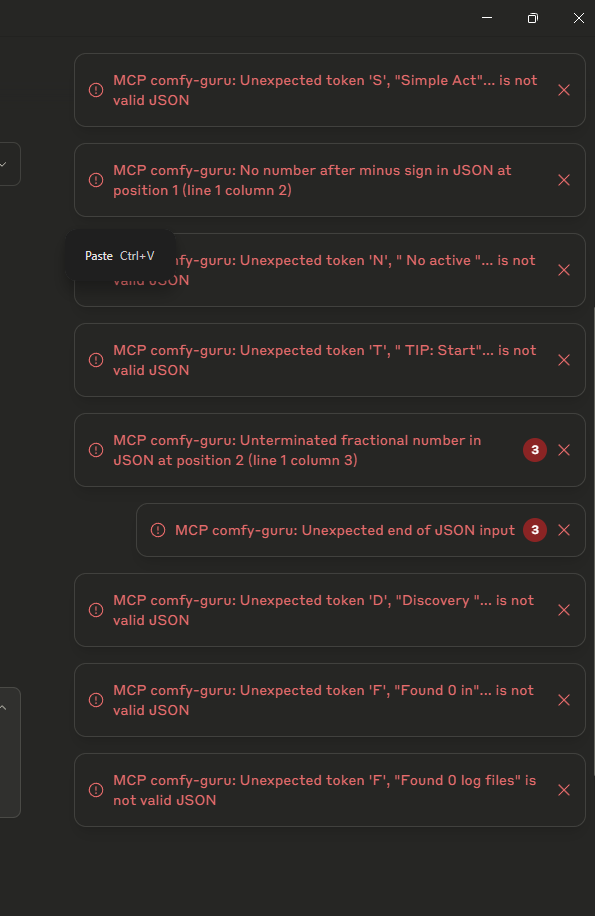 MCP comfy-guru: Unexpected token 'S', "Simple Act"... is not
valid JSON
MCP comfy-guru: No number after minus sign in JSON at
position 1 (line 1 column 2)
Paste Ctrl+V
fy-guru: Unexpected token 'N', " No active "... is not
valid JSON
MCP comfy-guru: Unexpected token 'T', " TIP: Start"... is not
valid JSON
MCP comfy-guru: Unterminated fractional number in
JSON at position 2 (line 1 column 3)
3
MCP comfy-guru: Unexpected end of JSON input
3
MCP comfy-guru: Unexpected token 'D', "Discovery "... is not
valid JSON
MCP comfy-guru: Unexpected token 'F', "Found 0 in"... is not
valid JSON
MCP comfy-guru: Unexpected token 'F', "Found 0 log files" is
not valid JSON